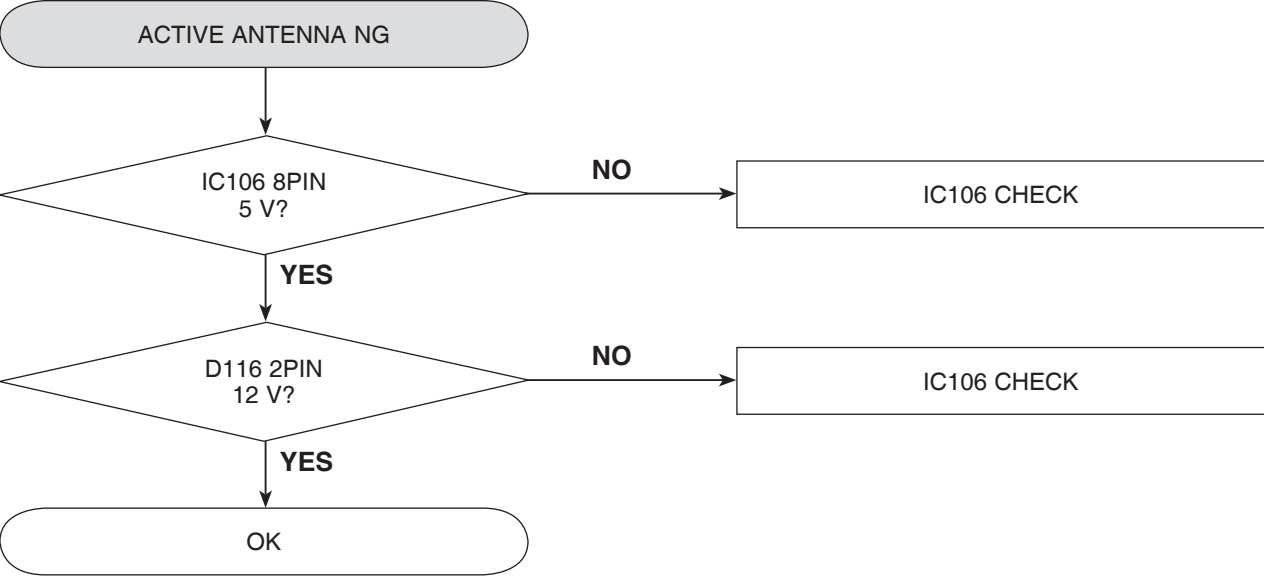 ACTIVE ANTENNA NG
IC106 8PIN
5 V?
NO
IC106 CHECK
YES
D116 2PIN
12 V?
NO
IC106 CHECK
YES
OK